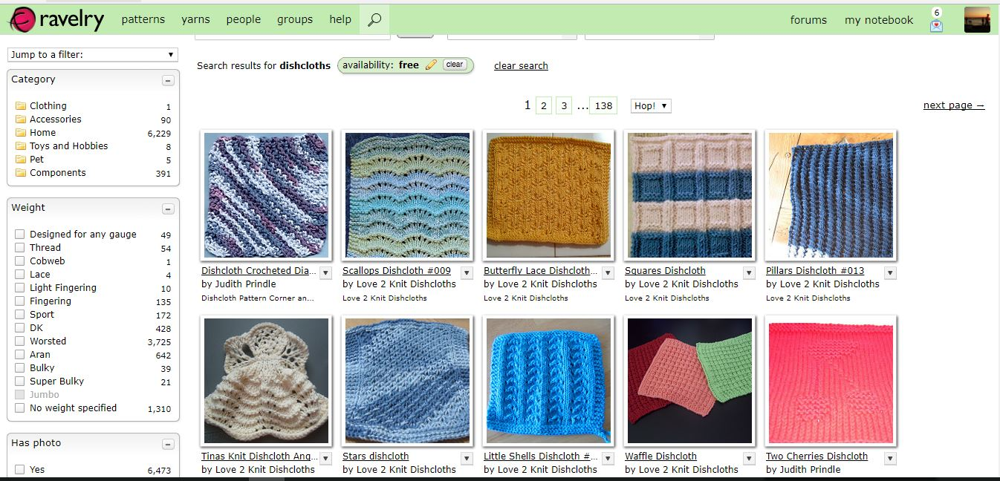 ravelry patterns yarns people groups help forums my notebook 6
Jump to a filter:
Category
Clothing 1
Accessories 90
Home 6,229
Toys and Hobbies 8
Pet 5
Components 391
Weight
Designed for any gauge 49
Thread 54
Cobweb 1
Lace 4
Light Fingering 10
Fingering 135
Sport 172
DK 428
Worsted 3,725
Aran 642
Bulky 39
Super Bulky 21
Jumbo
No weight specified 1,310
Has photo
Yes 6,473
Search results for dishcloths availability: free clear clear search
1 2 3 ... 138 Hop! next page →
Dishcloth Crocheted Dia...
by Judith Prindle
Dishcloth Pattern Corner an...
Scallops Dishcloth #009
by Love 2 Knit Dishcloths
Love 2 Knit Dishcloths
Butterfly Lace Dishcloth...
by Love 2 Knit Dishcloths
Love 2 Knit Dishcloths
Squares Dishcloth
by Love 2 Knit Dishcloths
Love 2 Knit Dishcloths
Pillars Dishcloth #013
by Love 2 Knit Dishcloths
Love 2 Knit Dishcloths
Tinas Knit Dishcloth Ang...
by Love 2 Knit Dishcloths
Stars dishcloth
by Love 2 Knit Dishcloths
Little Shells Dishcloth #...
by Love 2 Knit Dishcloths
Waffle Dishcloth
by Love 2 Knit Dishcloths
Two Cherries Dishcloth
by Judith Prindle